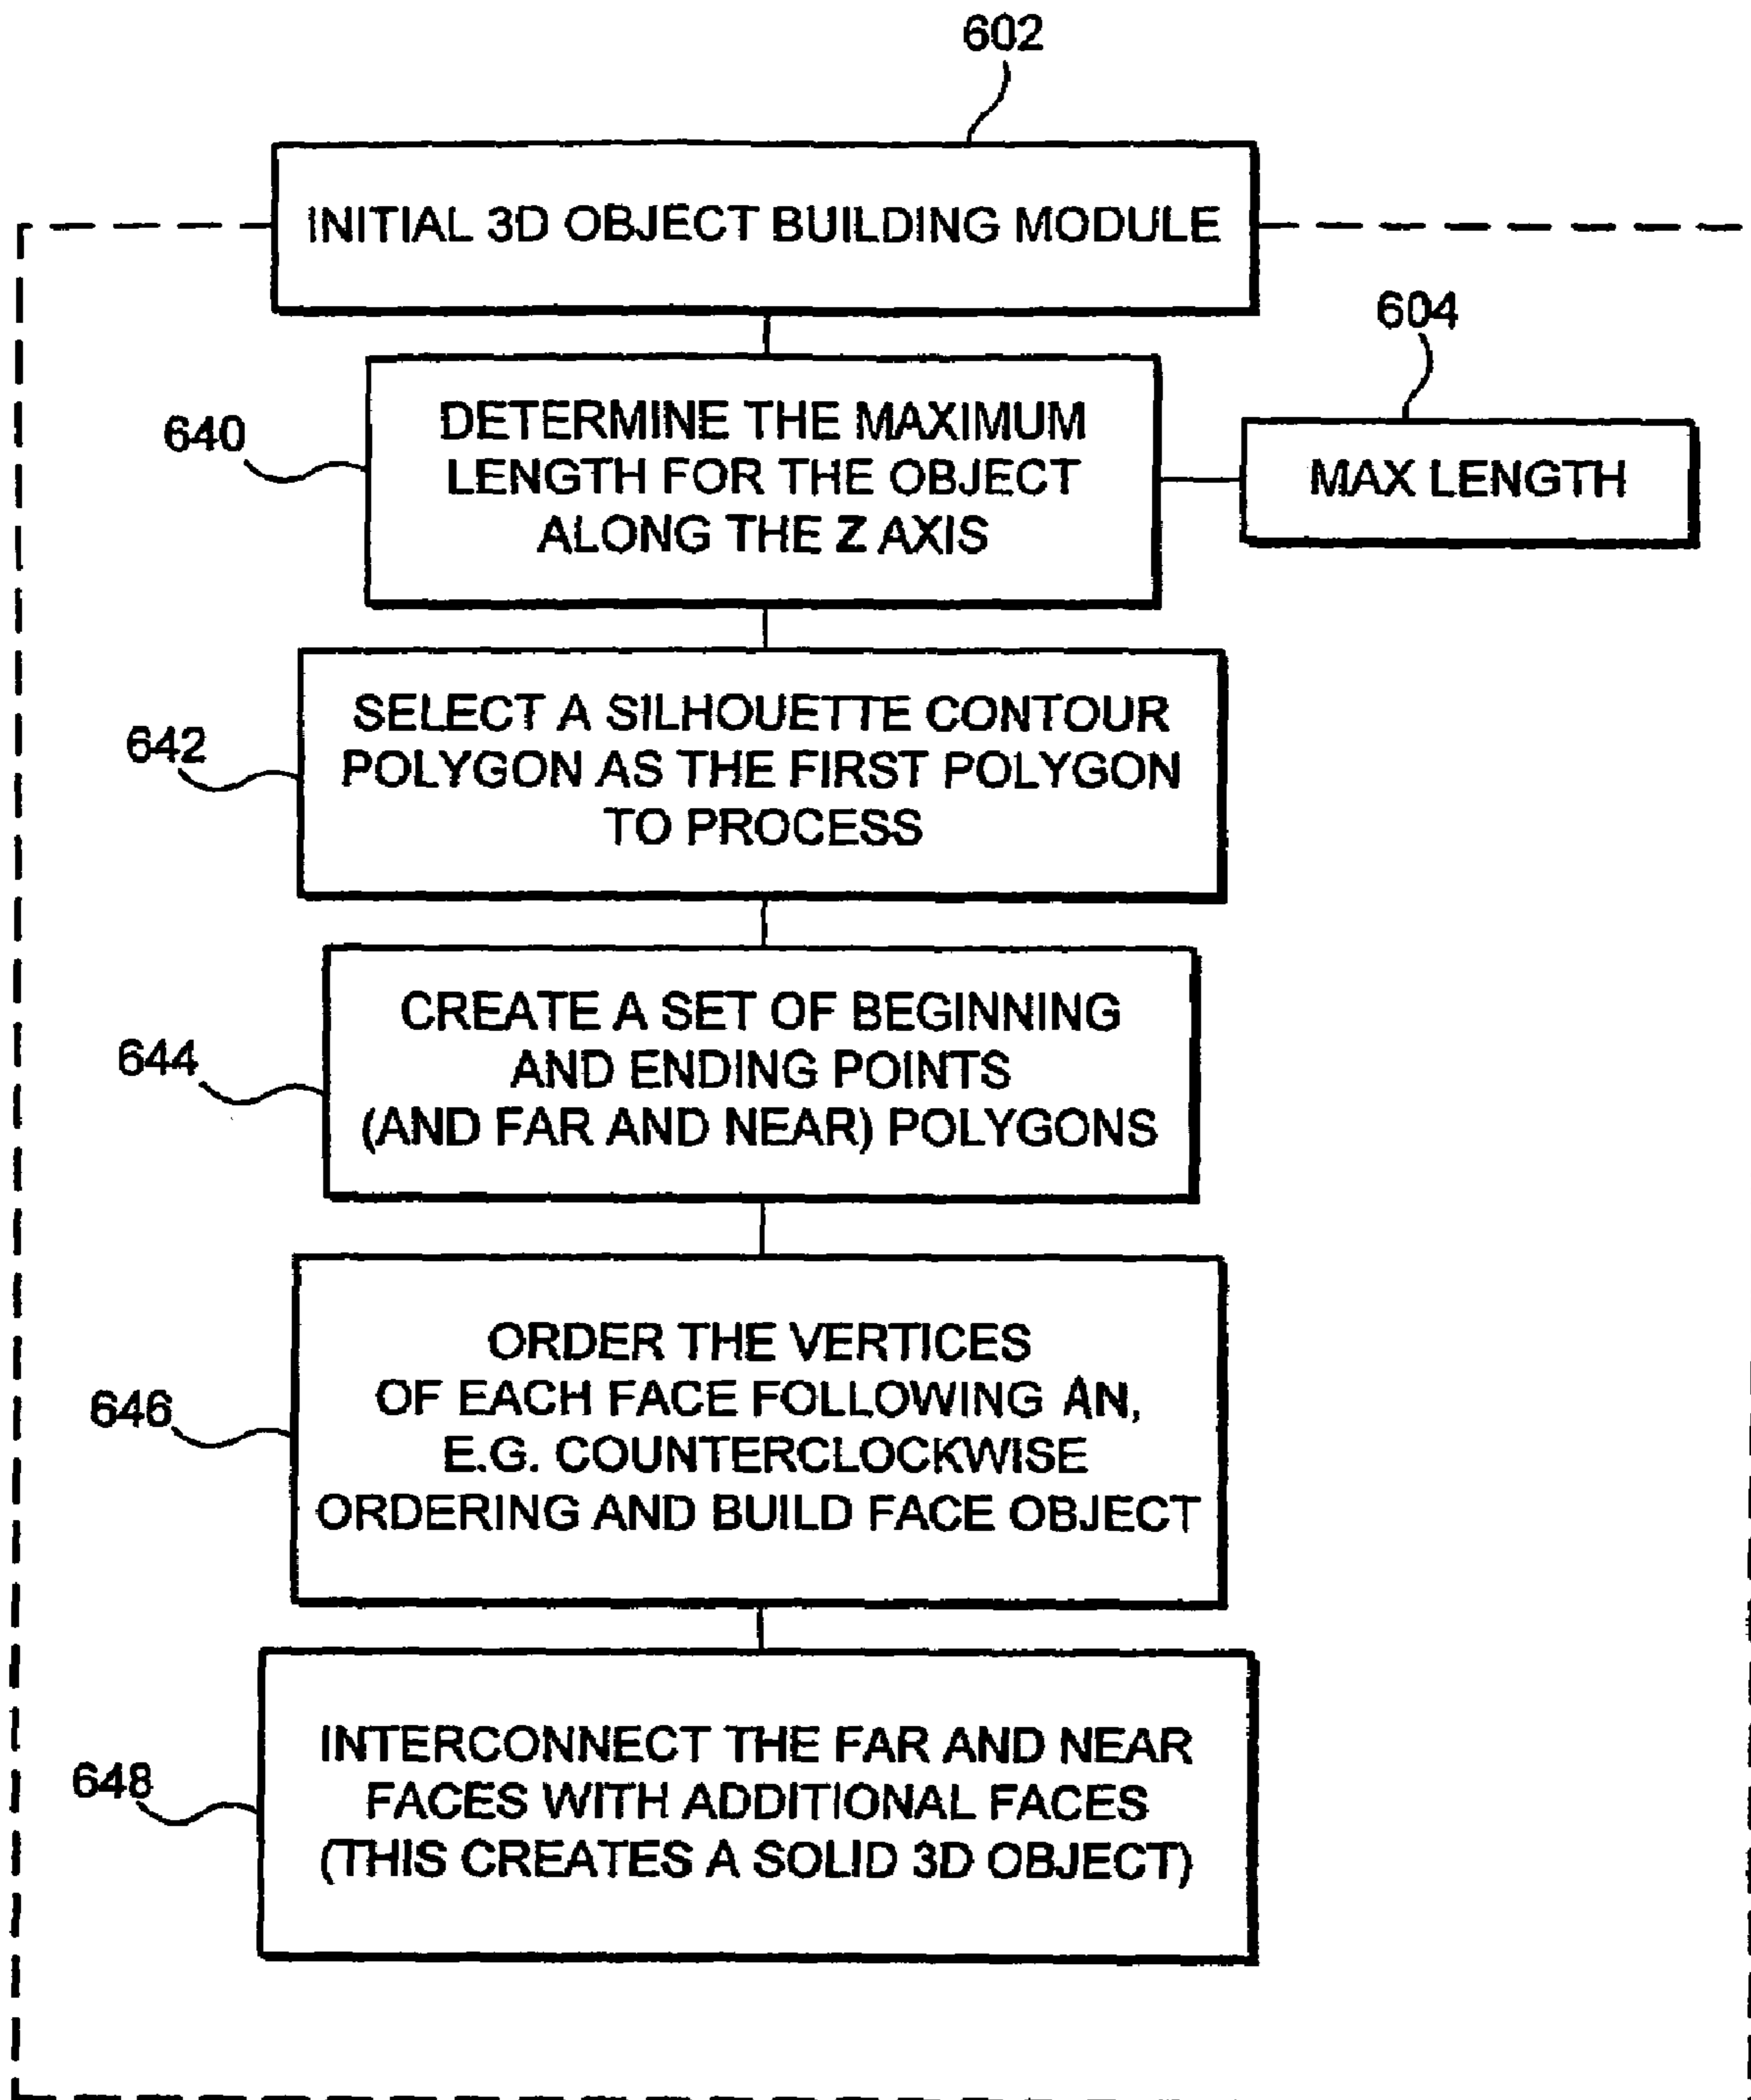 602
INITIAL 3D OBJECT BUILDING MODULE
604
640
DETERMINE THE MAXIMUM
LENGTH FOR THE OBJECT
ALONG THE Z AXIS
MAX LENGTH
642
SELECT A SILHOUETTE CONTOUR
POLYGON AS THE FIRST POLYGON
TO PROCESS
644
CREATE A SET OF BEGINNING
AND ENDING POINTS
(AND FAR AND NEAR) POLYGONS
646
ORDER THE VERTICES
OF EACH FACE FOLLOWING AN,
E.G. COUNTERCLOCKWISE
ORDERING AND BUILD FACE OBJECT
648
INTERCONNECT THE FAR AND NEAR
FACES WITH ADDITIONAL FACES
(THIS CREATES A SOLID 3D OBJECT)